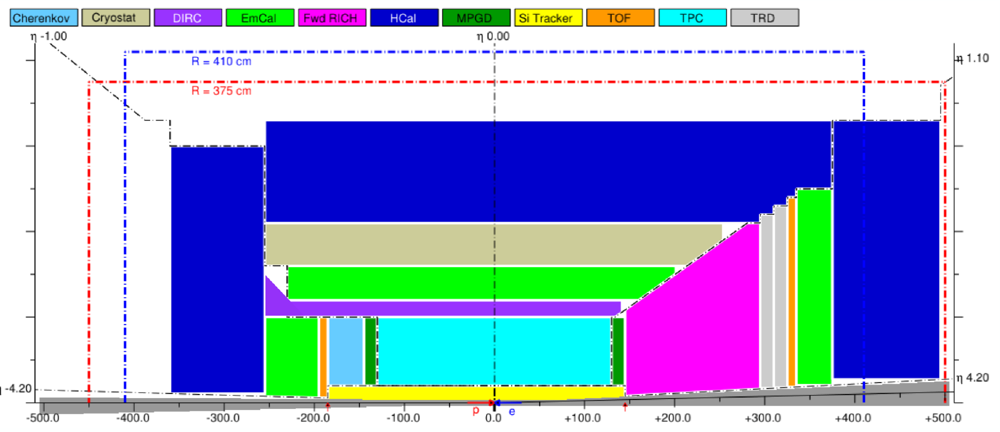 Cherenkov Cryostat DIRC EmCal Fwd RICH HCal MPGD Si Tracker TOF TPC TRD
η -1.00 η 0.00
η 1.10
R = 410 cm
R = 375 cm
-4.20 η 4.20
p e
-500.0 -400.0 -300.0 -200.0 -100.0 0.0 +100.0 +200.0 +300.0 +400.0 +500.0